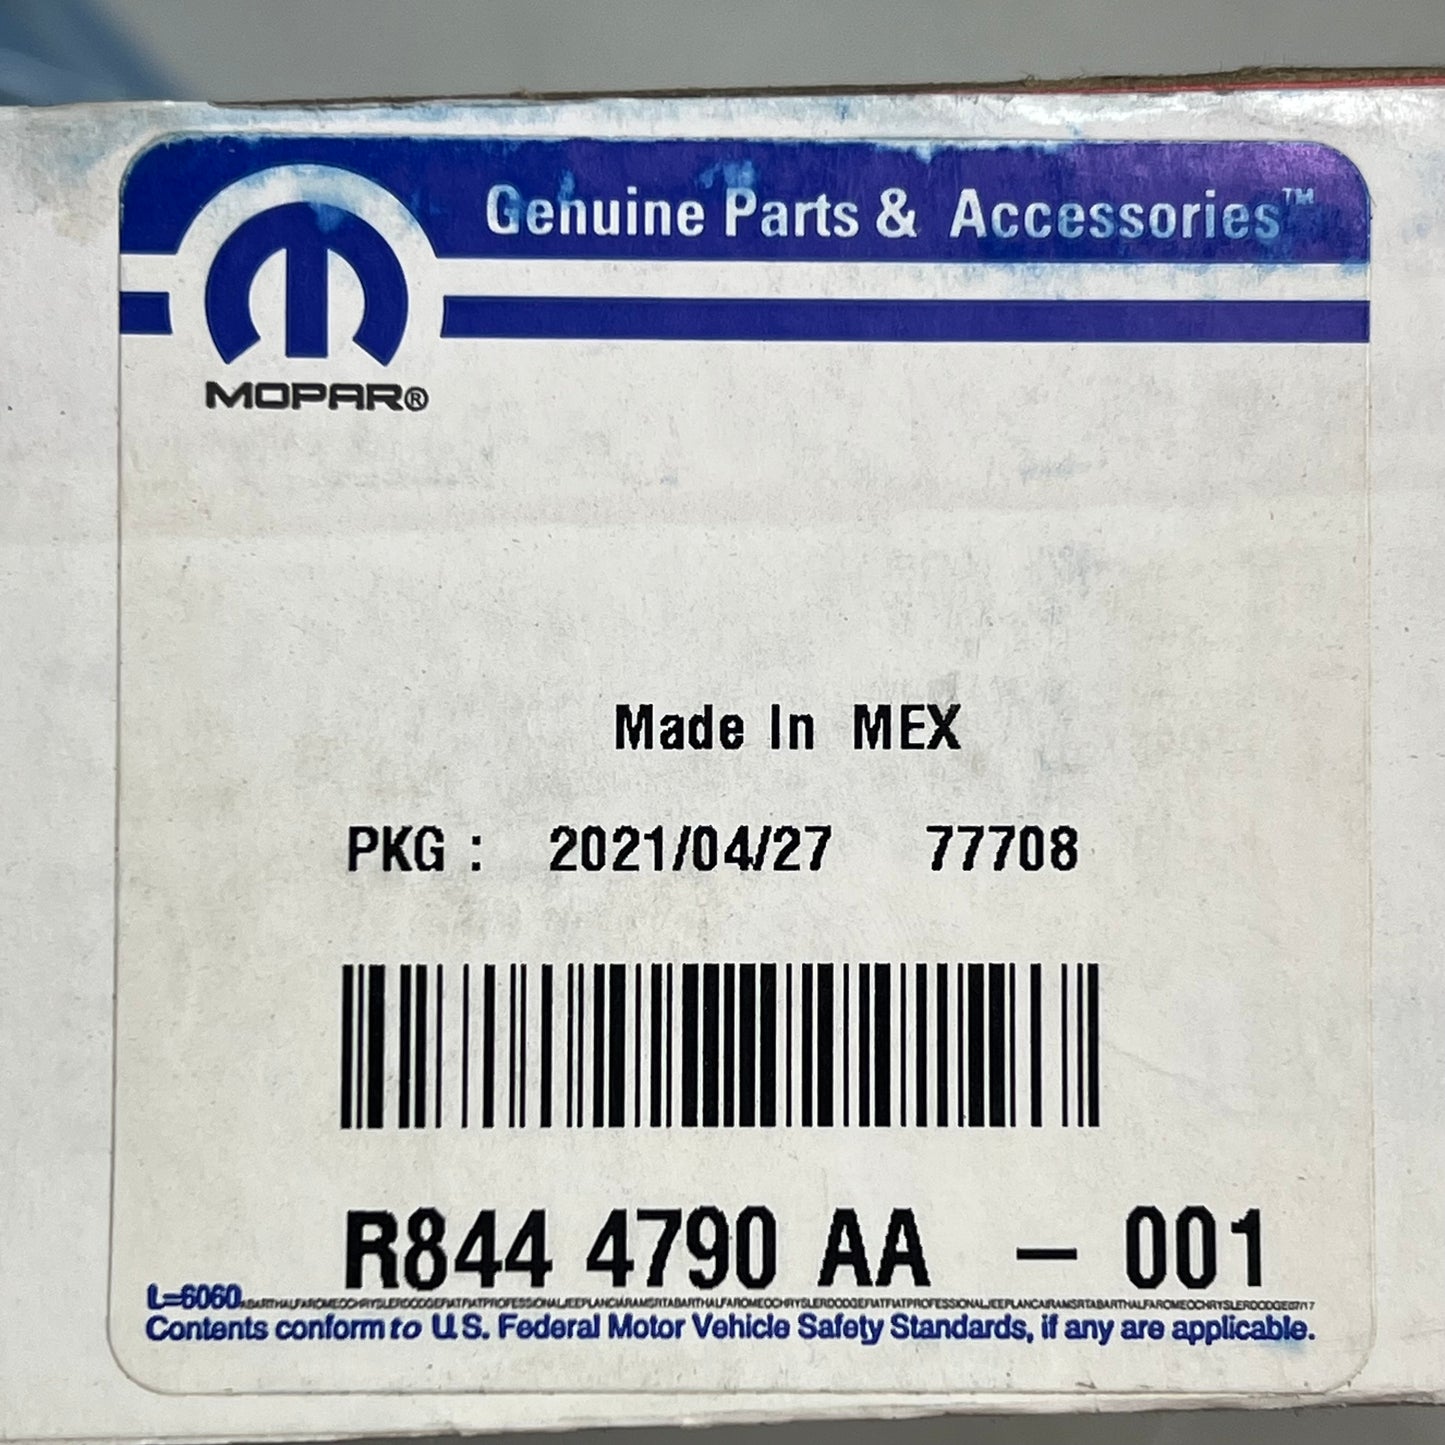 Genuine Parts & Accessories™
MOPAR®
Made In MEX
PKG : 2021/04/27 77708
R844 4790 AA – 001
L=6060
Contents conform to U.S. Federal Motor Vehicle Safety Standards, if any are applicable.